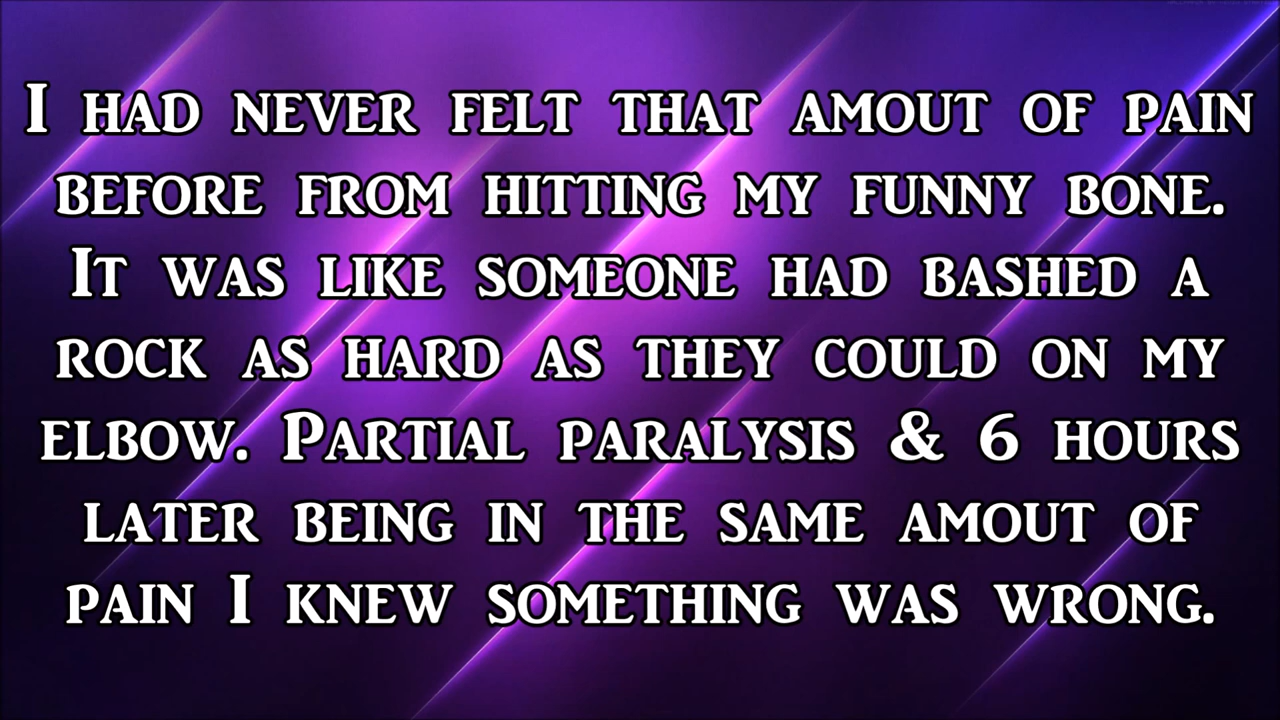 I had never felt that amout of pain
before from hitting my funny bone.
It was like someone had bashed a
rock as hard as they could on my
elbow. Partial paralysis & 6 hours
later being in the same amout of
pain I knew something was wrong.